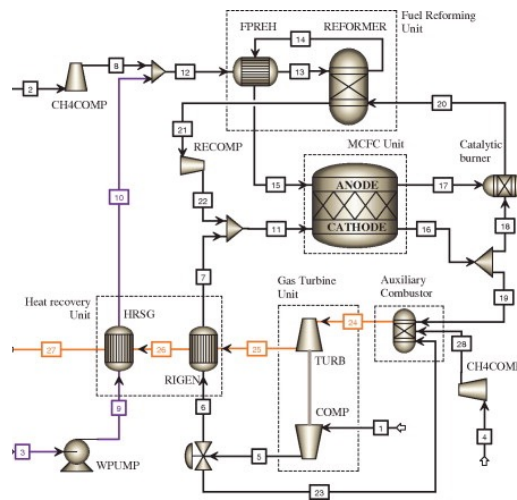 Fuel Reforming
Unit
FPREH
14
REFORMER
8
12
13
2
CH4COMP
20
21
MCFC Unit
Catalytic
burner
RECOMP
10
15
ANODE
17
22
18
11
CATHODE
16
7
Gas Turbine
Unit
Auxiliary
Combustor
19
Heat recovery
Unit
HRSG
24
27
26
25
28
TURB
CH4COMP
RIGEN
9
6
COMP
1
3
5
4
WPUMP
23